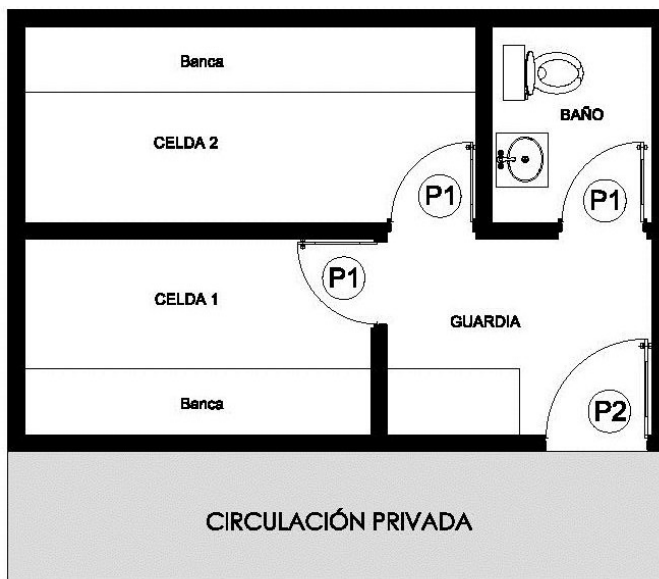 Banca
BAÑO
CELDA 2
P1
P1
P1
CELDA 1
GUARDIA
Banca
P2
CIRCULACIÓN PRIVADA